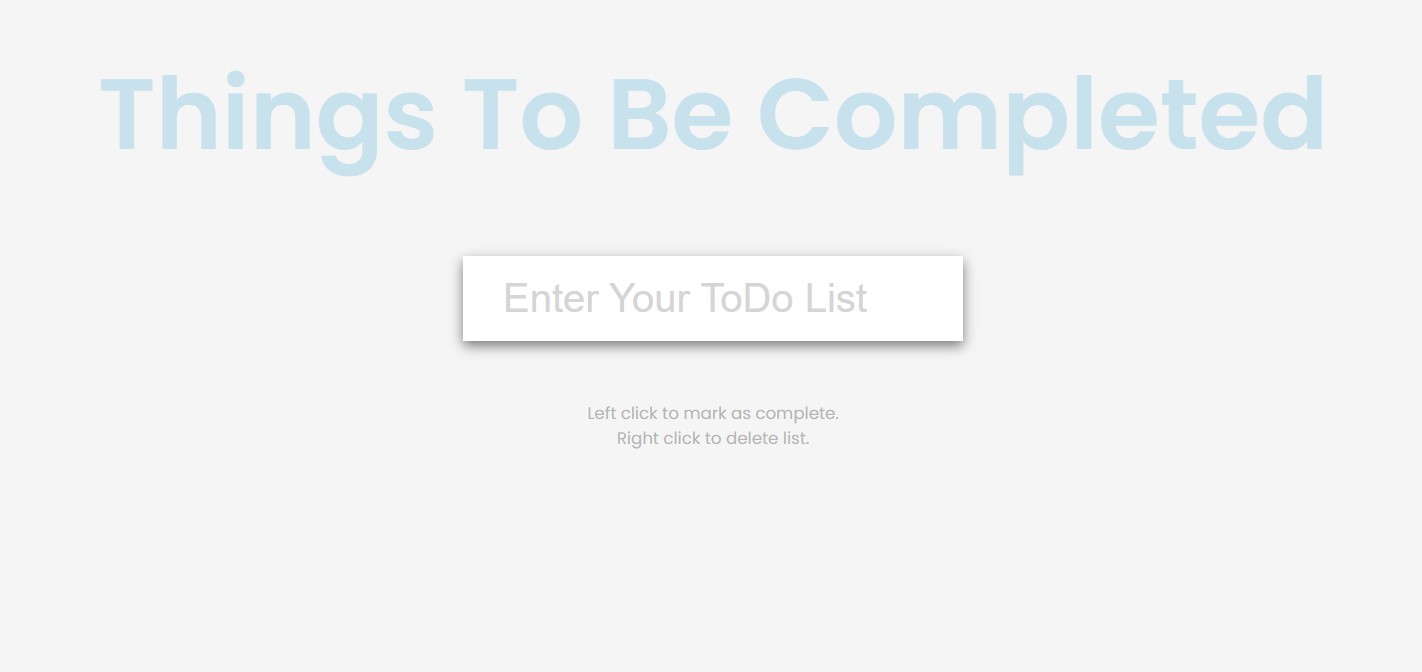 Things To Be Completed
Enter Your ToDo List
Left click to mark as complete.
Right click to delete list.